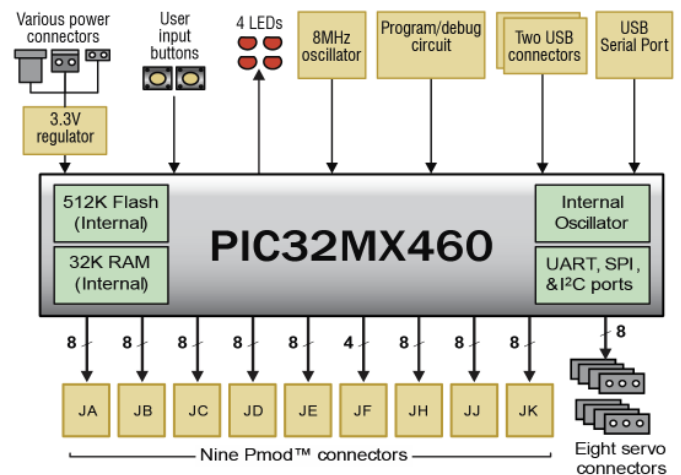 Various power
connectors
User
input
buttons
4 LEDs
8MHz
oscillator
Program/debug
circuit
Two USB
connectors
USB
Serial Port
3.3V
regulator
512K Flash
(Internal)
32K RAM
(Internal)
PIC32MX460
Internal
Oscillator
UART, SPI,
&I²C ports
8 8 8 8 8 4 8 8 8 8
JA JB JC JD JE JF JH JJ JK
Nine Pmod™ connectors
Eight servo
connectors